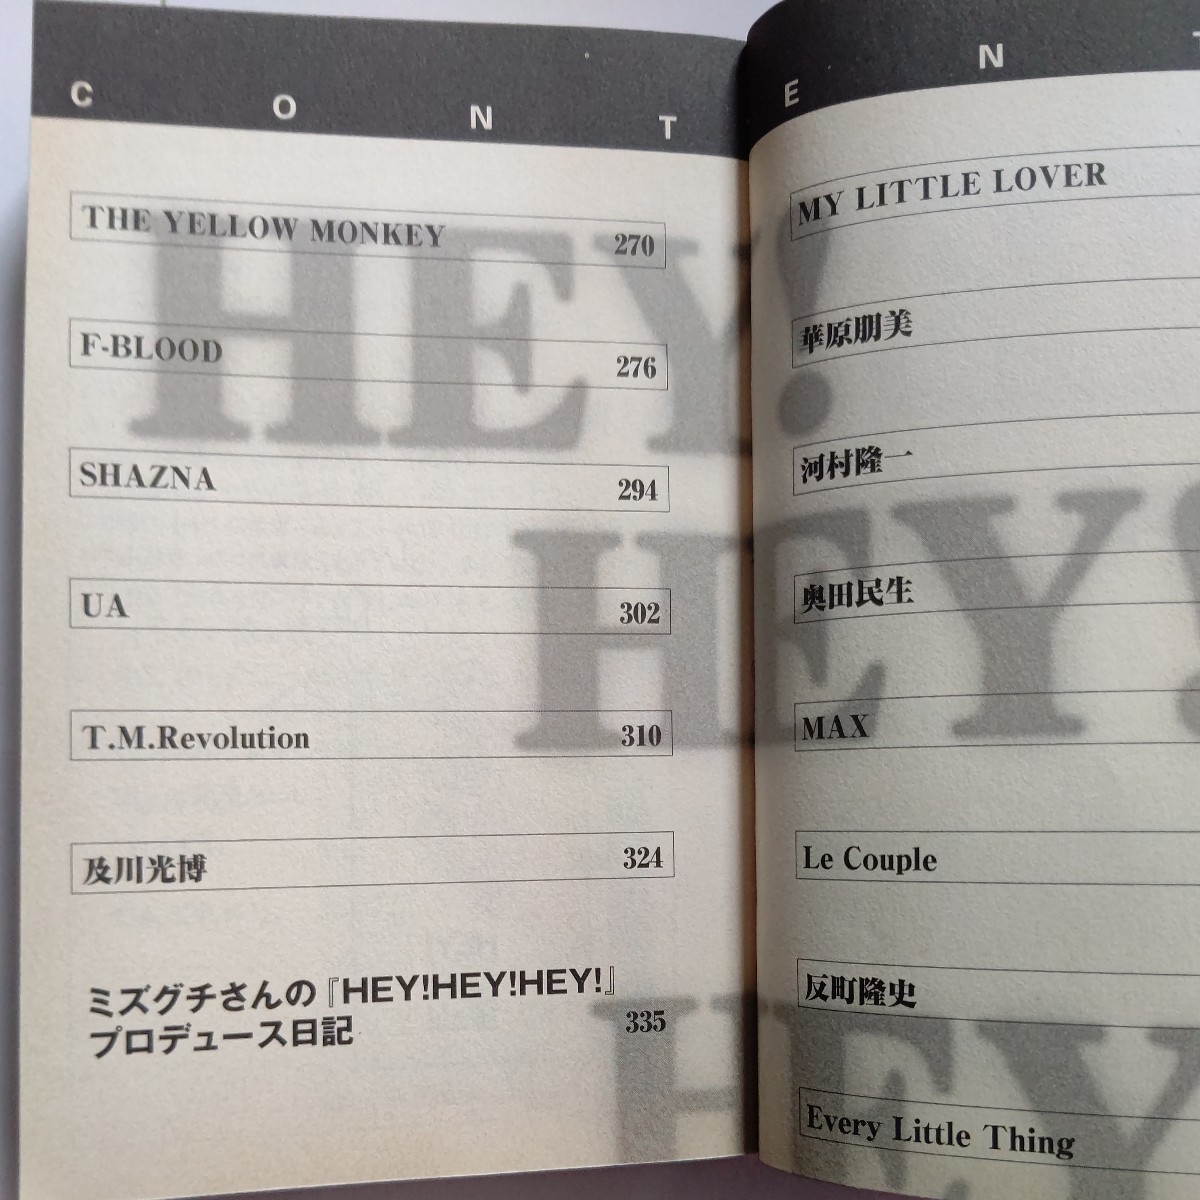 CONTEN
THE YELLOW MONKEY 270
F-BLOOD 276
SHAZNA 294
UA 302
T.M.Revolution 310
及川光博 324
ミズグチさんの『HEY!HEY!HEY!』
プロデュース日記 335
MY LITTLE LOVER
華原朋美
河村隆一
奥田民生
MAX
Le Couple
反町隆史
Every Little Thing
HEY!
HEY!
HEY